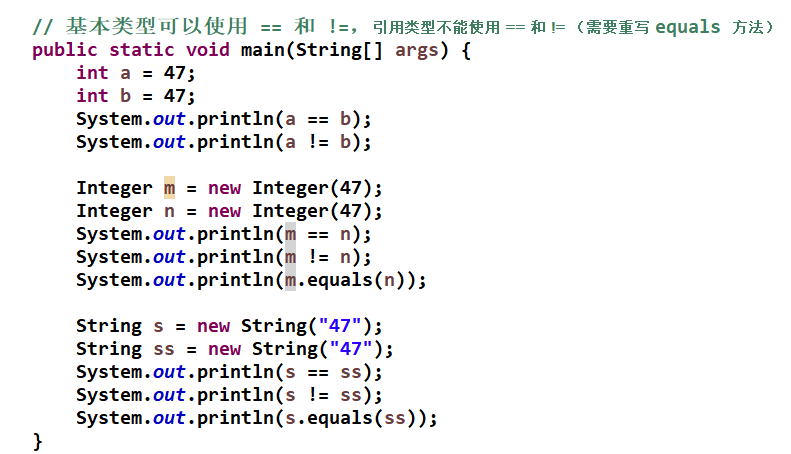 // 基本类型可以使用 == 和 !=，引用类型不能使用 == 和 !=（需要重写 equals 方法）
public static void main(String[] args) {
    int a = 47;
    int b = 47;
    System.out.println(a == b);
    System.out.println(a != b);

    Integer m = new Integer(47);
    Integer n = new Integer(47);
    System.out.println(m == n);
    System.out.println(m != n);
    System.out.println(m.equals(n));

    String s = new String("47");
    String ss = new String("47");
    System.out.println(s == ss);
    System.out.println(s != ss);
    System.out.println(s.equals(ss));
}